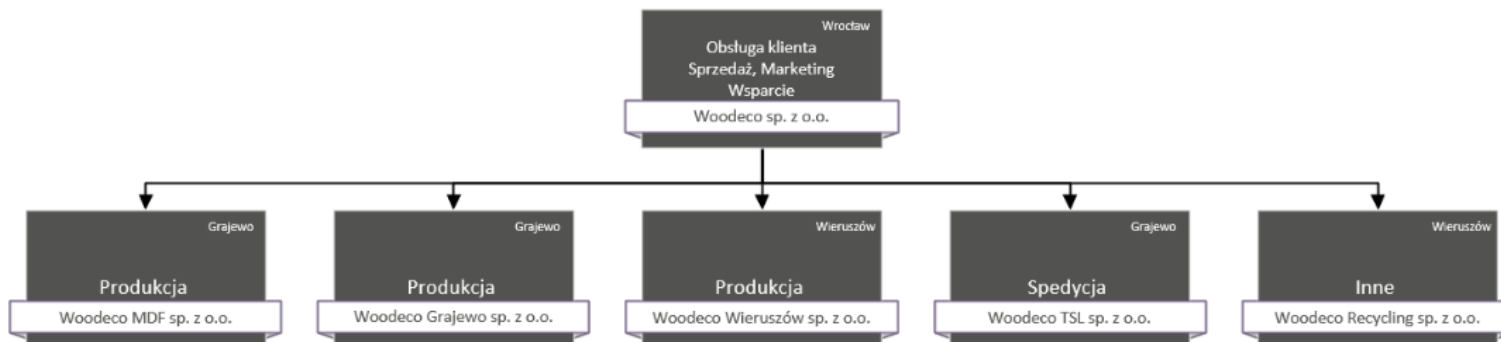 Wrocław
Obsługa klienta
Sprzedaż, Marketing
Wsparcie
Woodeco sp. z o.o.
Grajewo
Produkcja
Woodeco MDF sp. z o.o.
Grajewo
Produkcja
Woodeco Grajewo sp. z o.o.
Wieruszów
Produkcja
Woodeco Wieruszów sp. z o.o.
Grajewo
Spedycja
Woodeco TSL sp. z o.o.
Wieruszów
Inne
Woodeco Recycling sp. z o.o.